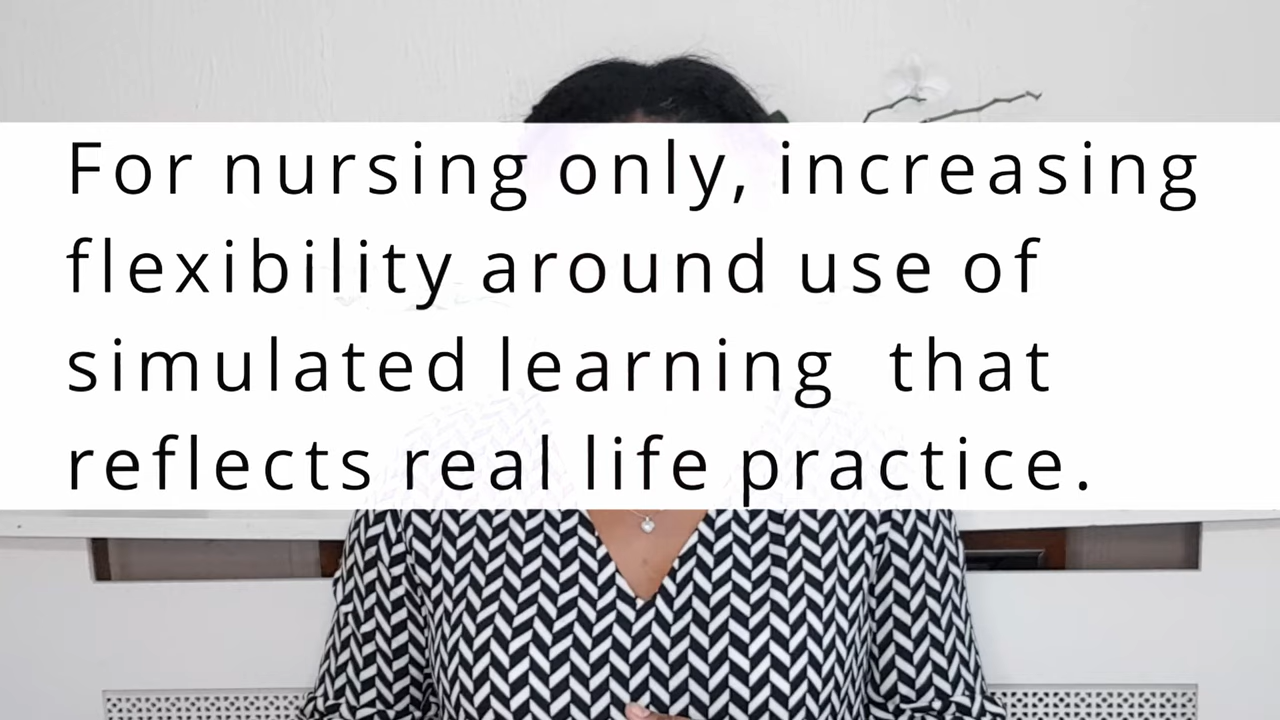 For nursing only, increasing
flexibility around use of
simulated learning that
reflects real life practice.